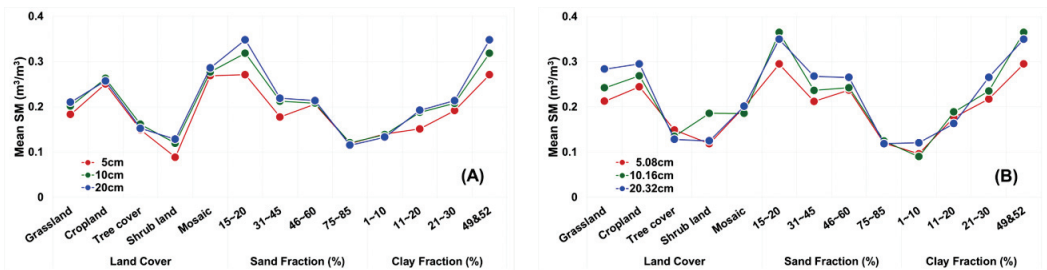 0.4
0.3
0.2
0.1
0
Mean SM (m³/m³)
5cm
10cm
20cm
(A)
Grassland
Cropland
Tree cover
Shrub land
Mosaic
15~20
31~45
46~60
75~85
1~10
11~20
21~30
49&52
Land Cover
Sand Fraction (%)
Clay Fraction (%)
0.4
0.3
0.2
0.1
0
Mean SM (m³/m³)
5.08cm
10.16cm
20.32cm
(B)
Grassland
Cropland
Tree cover
Shrub land
Mosaic
15~20
31~45
46~60
75~85
1~10
11~20
21~30
49&52
Land Cover
Sand Fraction (%)
Clay Fraction (%)